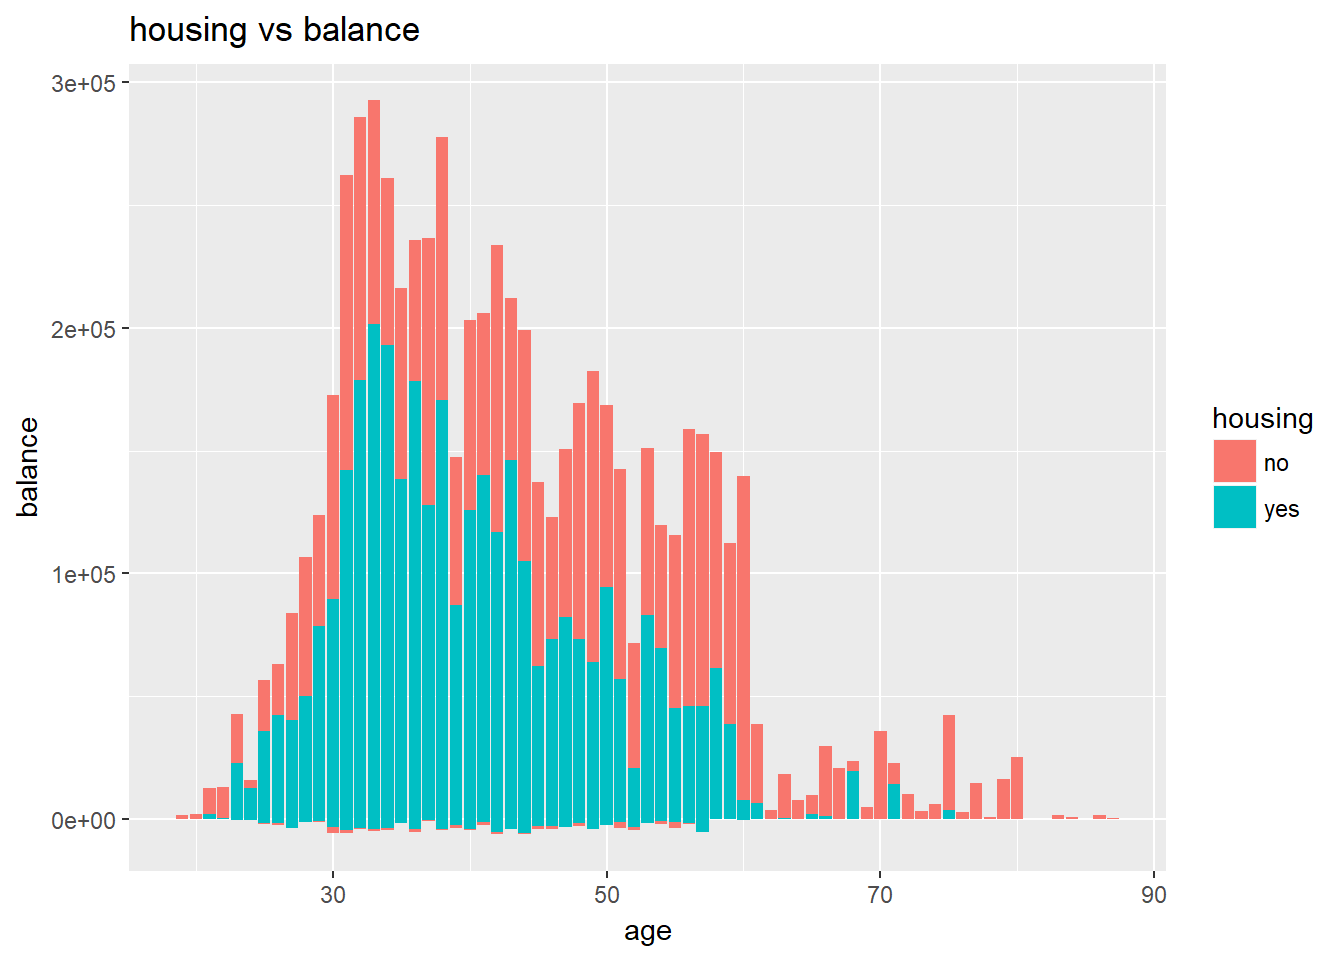 housing vs balance
3e+05
2e+05
1e+05
0e+00
balance
30
50
70
90
age
housing
no
yes